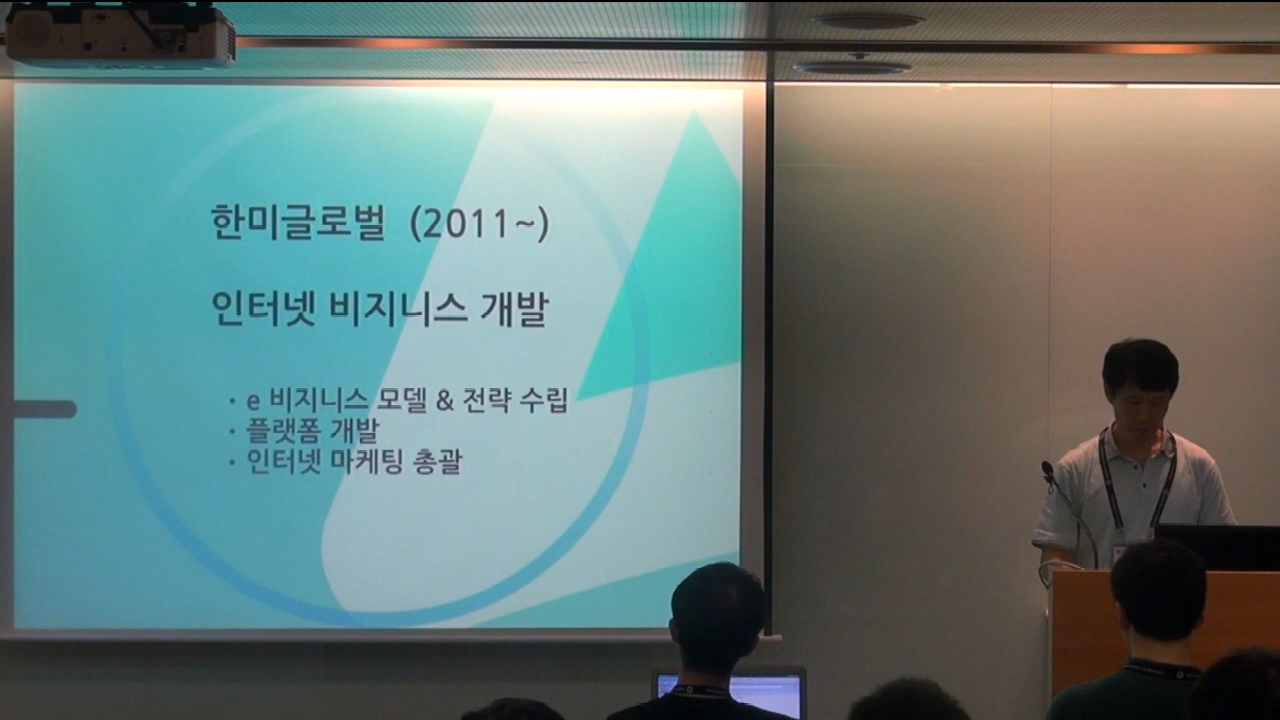 한미글로벌 (2011~)
인터넷 비지니스 개발
· e 비지니스 모델 & 전략 수립
· 플랫폼 개발
· 인터넷 마케팅 총괄